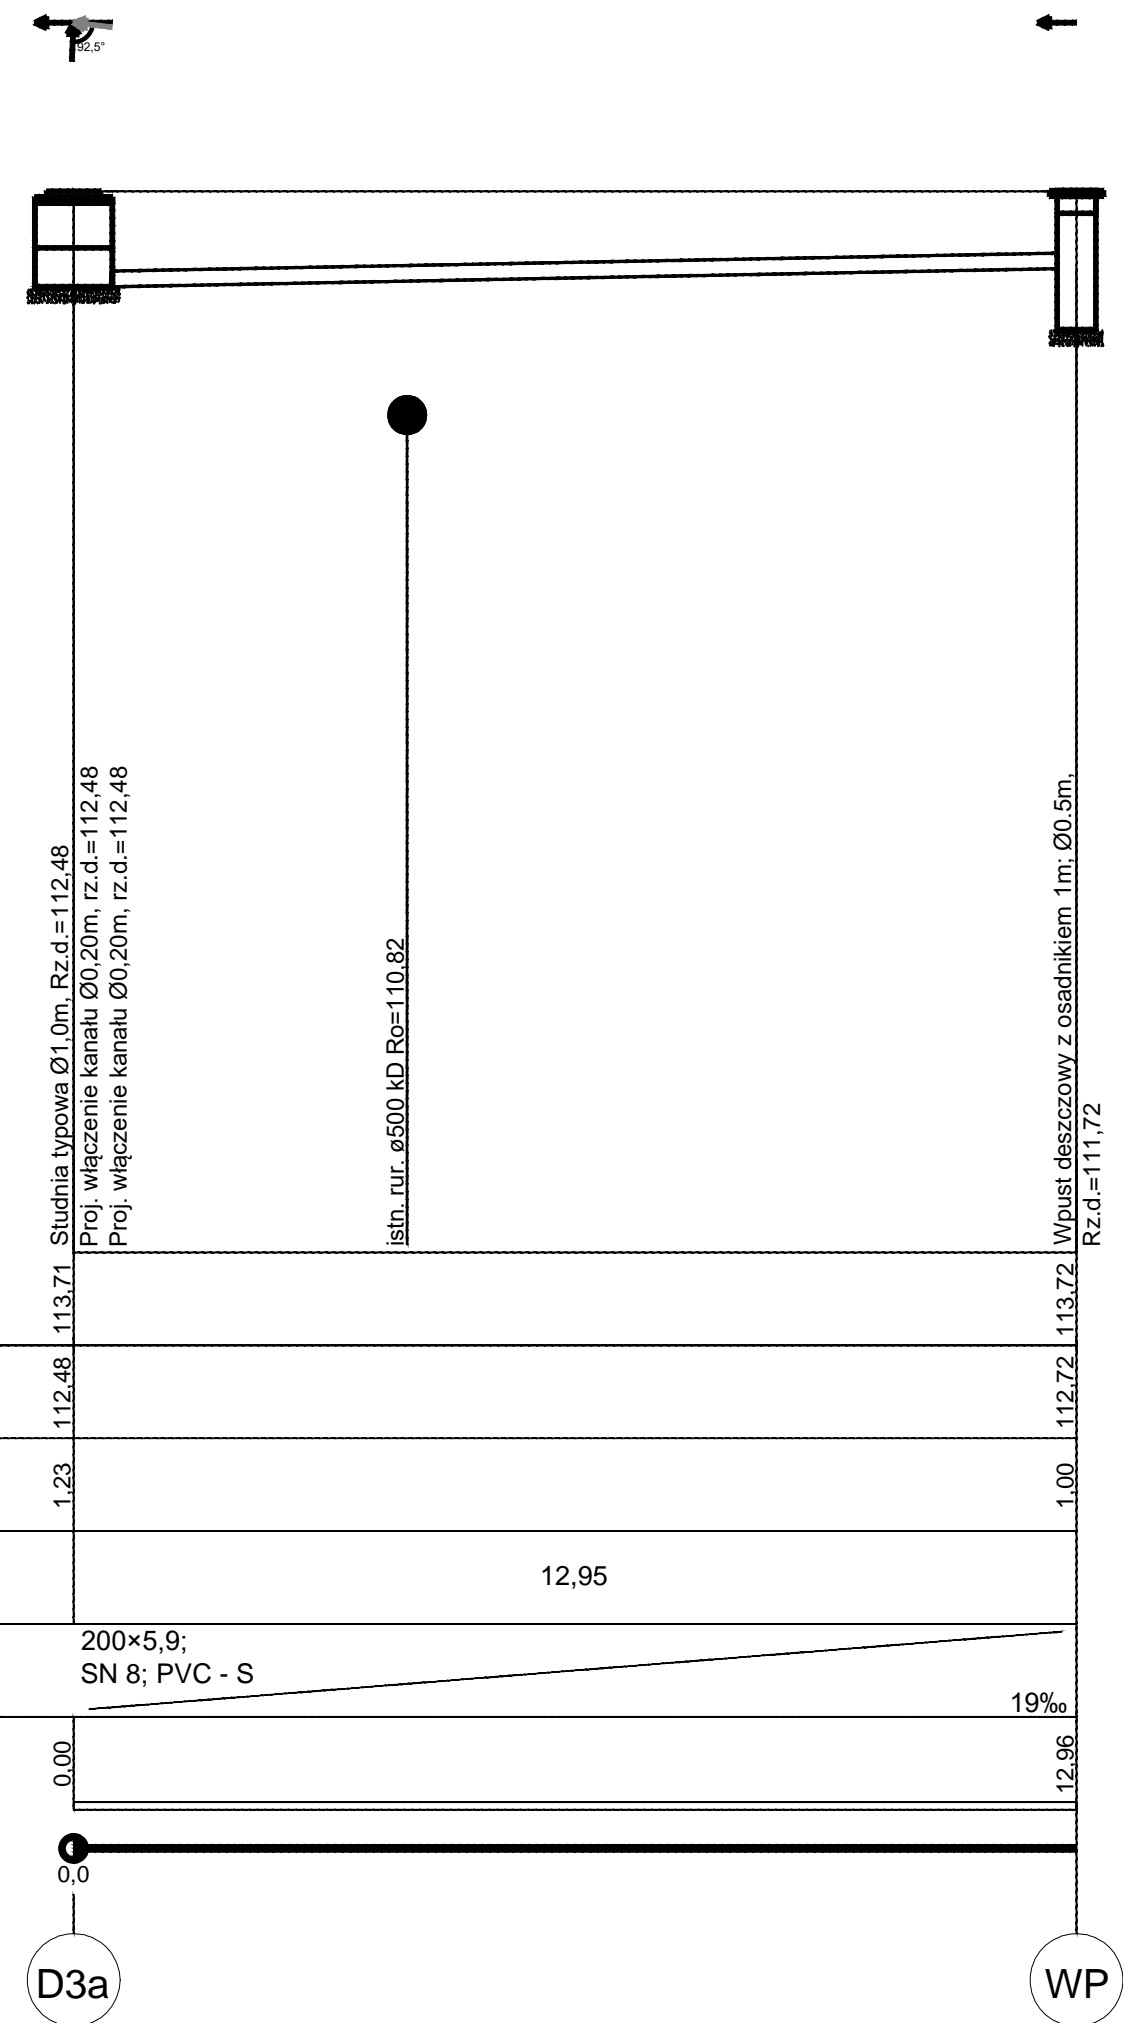 92,5°
Studnia typowa Ø1,0m, Rz.d.=112,48
Proj. włączenie kanału Ø0,20m, rz.d.=112,48
Proj. włączenie kanału Ø0,20m, rz.d.=112,48
istn. rur. ø500 kD Ro=110,82
Wpust deszczowy z osadnikiem 1m; Ø0.5m,
Rz.d.=111,72
113,71
113,72
112,48
112,72
1,23
1,00
12,95
200×5,9;
SN 8; PVC - S
19‰
0,00
12,96
0,0
D3a
WP